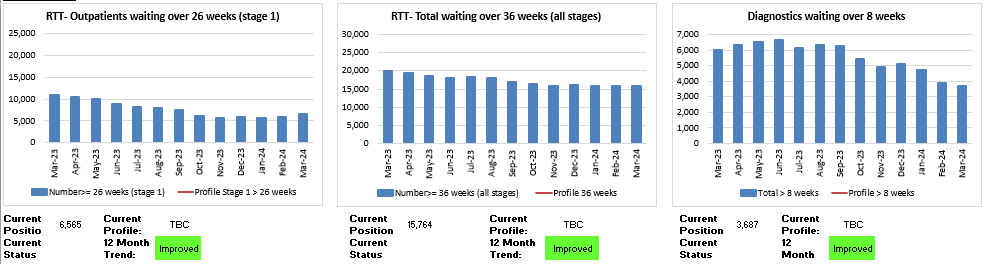 RTT- Outpatients waiting over 26 weeks (stage 1)
25,000
20,000
15,000
10,000
5,000
0
Mar-23
Apr-23
May-23
Jun-23
Jul-23
Aug-23
Sep-23
Oct-23
Nov-23
Dec-23
Jan-24
Feb-24
Mar-24
Number>= 26 weeks (stage 1)
Profile Stage 1 > 26 weeks
Current Positio
6,565
Current Profile:
TBC
Current Status
12 Month Trend:
Improved
RTT- Total waiting over 36 weeks (all stages)
30,000
25,000
20,000
15,000
10,000
5,000
0
Mar-23
Apr-23
May-23
Jun-23
Jul-23
Aug-23
Sep-23
Oct-23
Nov-23
Dec-23
Jan-24
Feb-24
Mar-24
Number>= 36 weeks (all stages)
Profile 36 weeks
Current Position
15,764
Current Profile:
TBC
Current Status
12 Month Trend:
Improved
Diagnostics waiting over 8 weeks
7,000
6,000
5,000
4,000
3,000
2,000
1,000
0
Mar-23
Apr-23
May-23
Jun-23
Jul-23
Aug-23
Sep-23
Oct-23
Nov-23
Dec-23
Jan-24
Feb-24
Mar-24
Total > 8 weeks
Profile > 8 weeks
Current Position
3,687
Current Profile:
TBC
Current Status
12 Month
Improved